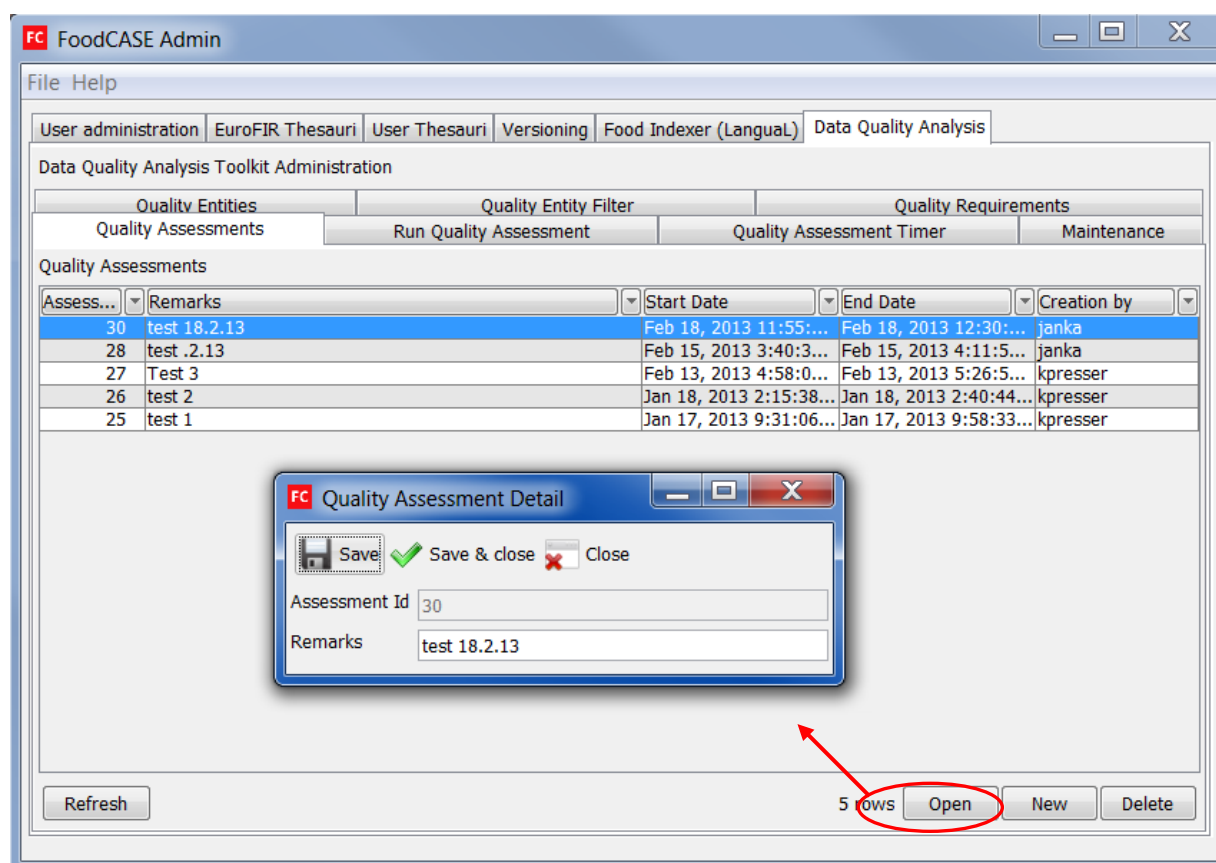 FC FoodCASE Admin
File Help
User administration EuroFIR Thesauri User Thesauri Versioning Food Indexer (LanguaL) Data Quality Analysis
Data Quality Analysis Toolkit Administration
Quality Entities Quality Entity Filter Quality Requirements
Quality Assessments Run Quality Assessment Quality Assessment Timer Maintenance
Quality Assessments
Assess... Remarks Start Date End Date Creation by
30 test 18.2.13 Feb 18, 2013 11:55:... Feb 18, 2013 12:30:... janka
28 test .2.13 Feb 15, 2013 3:40:3... Feb 15, 2013 4:11:5... janka
27 Test 3 Feb 13, 2013 4:58:0... Feb 13, 2013 5:26:5... kpresser
26 test 2 Jan 18, 2013 2:15:38... Jan 18, 2013 2:40:44... kpresser
25 test 1 Jan 17, 2013 9:31:06... Jan 17, 2013 9:58:33... kpresser
FC Quality Assessment Detail
Save Save & close Close
Assessment Id 30
Remarks test 18.2.13
Refresh 5 rows Open New Delete